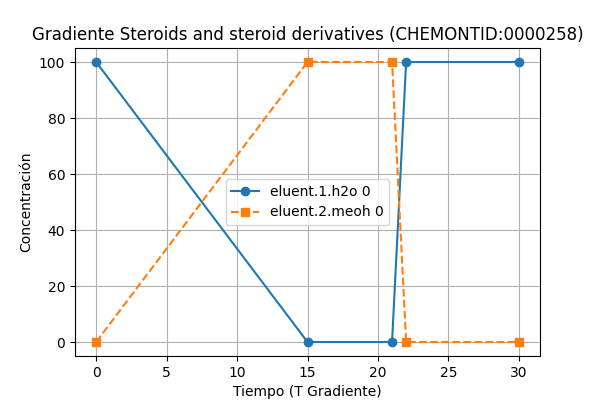 Gradiente Steroids and steroid derivatives (CHEMONTID:0000258)
100
80
60
40
20
0
Concentración
eluent.1.h2o 0
eluent.2.meoh 0
0 5 10 15 20 25 30
Tiempo (T Gradiente)